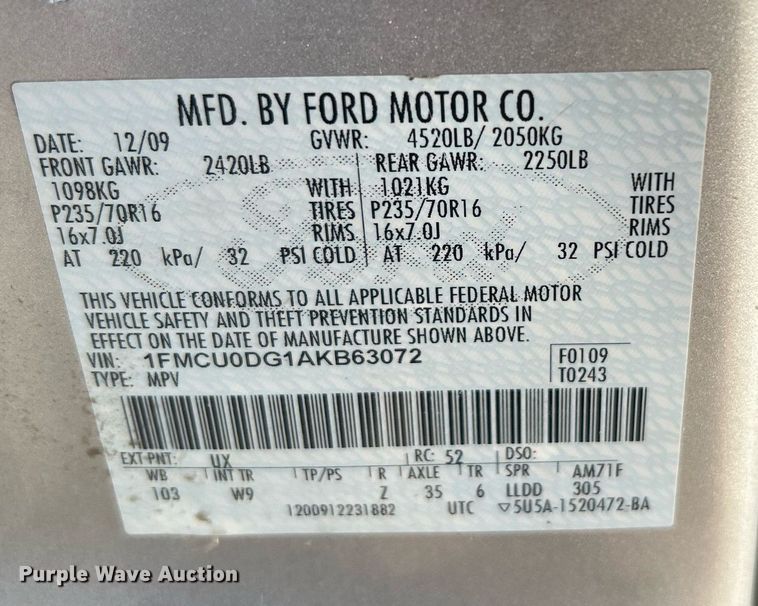 MFD. BY FORD MOTOR CO.
DATE: 12/09 GVWR: 4520LB/ 2050KG
FRONT GAWR: 2420LB REAR GAWR: 2250LB
1098KG WITH 1021KG WITH
P235/70R16 TIRES P235/70R16 TIRES
16x7.0J RIMS 16x7.0J RIMS
AT 220 kPa/ 32 PSI COLD AT 220 kPa/ 32 PSI COLD
THIS VEHICLE CONFORMS TO ALL APPLICABLE FEDERAL MOTOR
VEHICLE SAFETY AND THEFT PREVENTION STANDARDS IN
EFFECT ON THE DATE OF MANUFACTURE SHOWN ABOVE.
VIN: 1FMCU0DG1AKB63072 F0109
TYPE: MPV T0243
EXT PNT: UX RC: 52 DSO:
WB INT TR TP/PS R AXLE TR SPR AM71F
103 W9 Z 35 6 LLDD 305
1200912231882 UTC ▽5U5A-1520472-BA
Purple Wave Auction